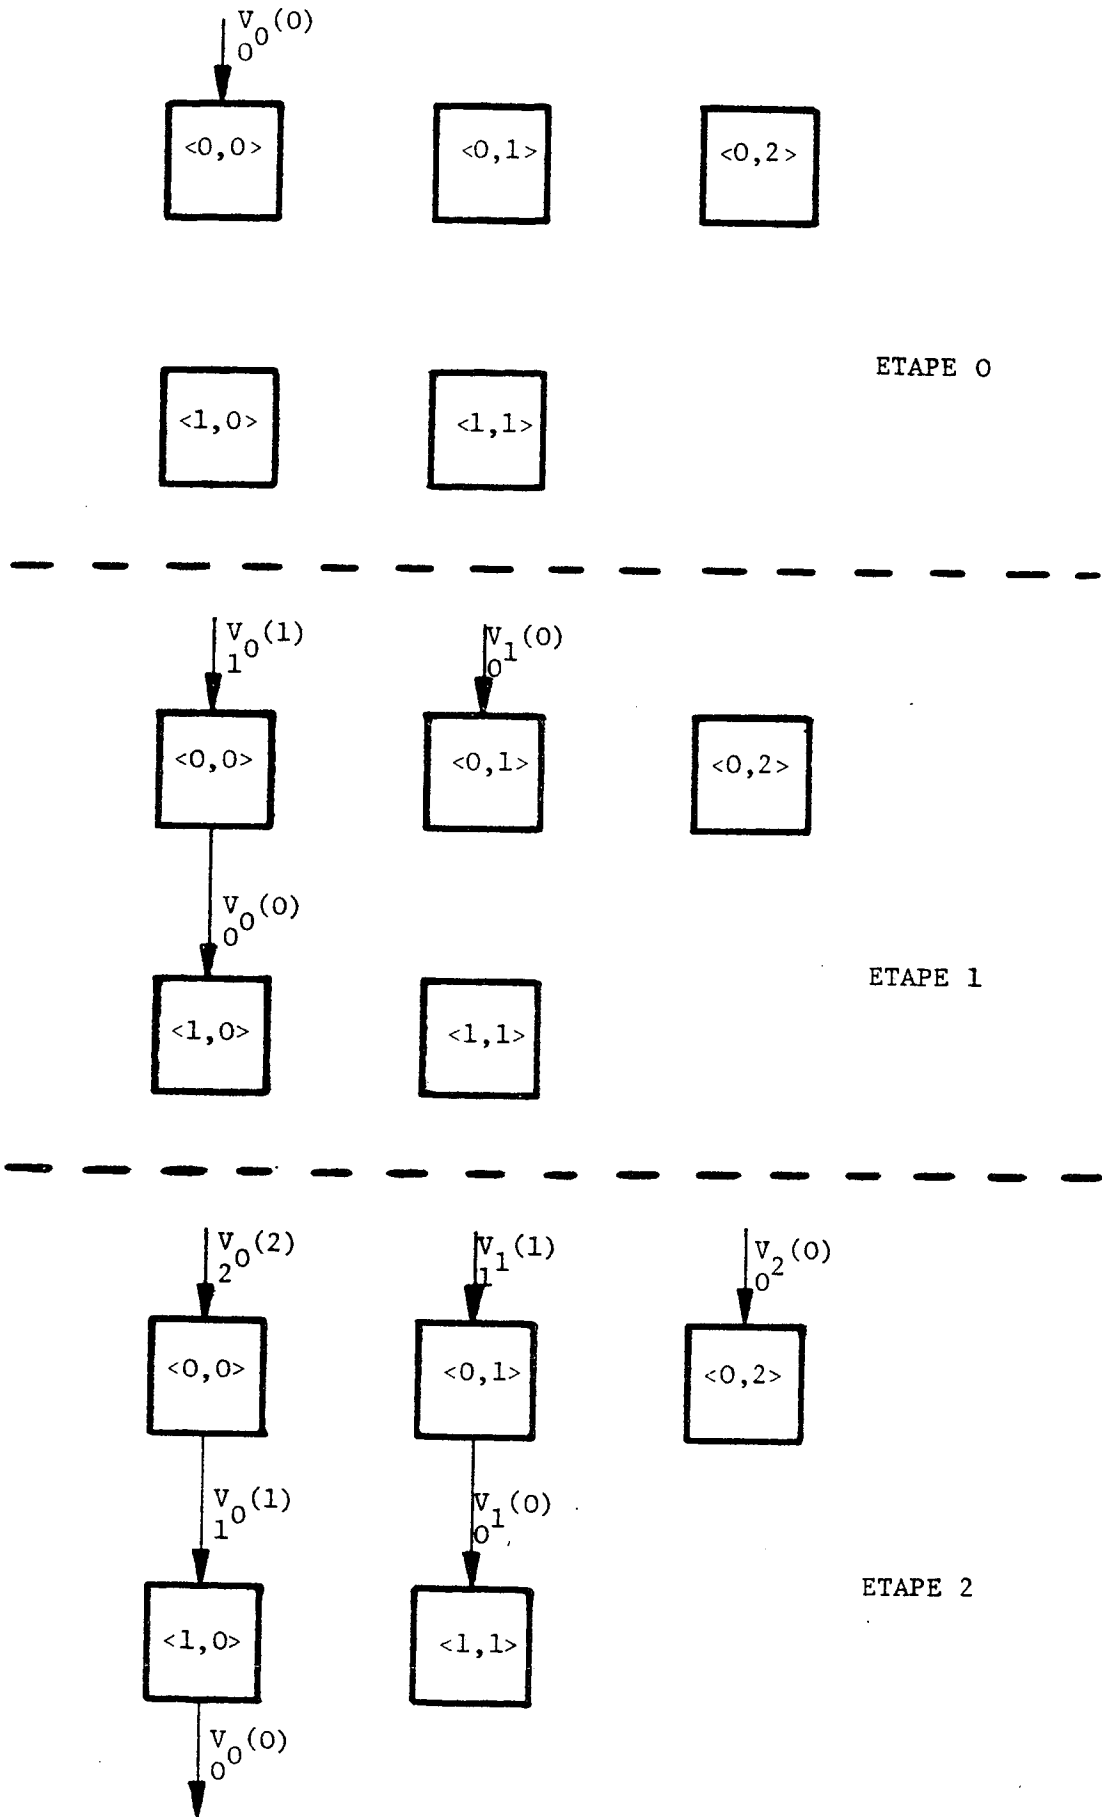 V0(0)
0
<0,0> <0,1> <0,2>
ETAPE 0
<1,0> <1,1>
V0(1) V1(0)
1 0
<0,0> <0,1> <0,2>
V0(0)
0
ETAPE 1
<1,0> <1,1>
V0(2) V1(1) V2(0)
2 1 0
<0,0> <0,1> <0,2>
V0(1) V1(0)
1 0
ETAPE 2
<1,0> <1,1>
V0(0)
0